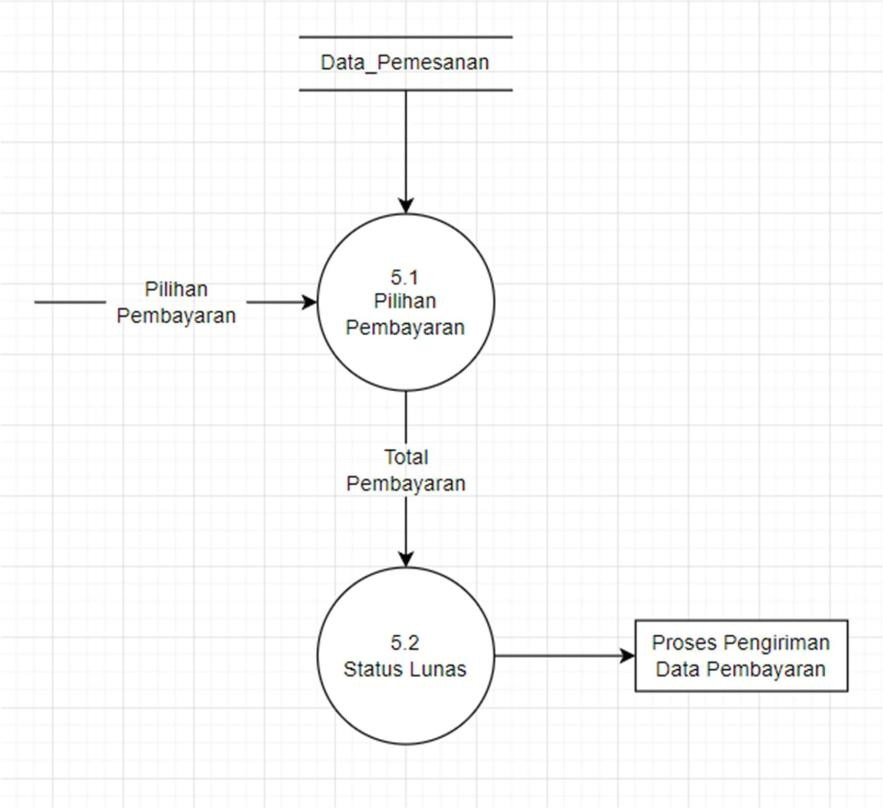 Data_Pemesanan
5.1
Pilihan
Pembayaran
Pilihan
Pembayaran
Total
Pembayaran
5.2
Status Lunas
Proses Pengiriman
Data Pembayaran